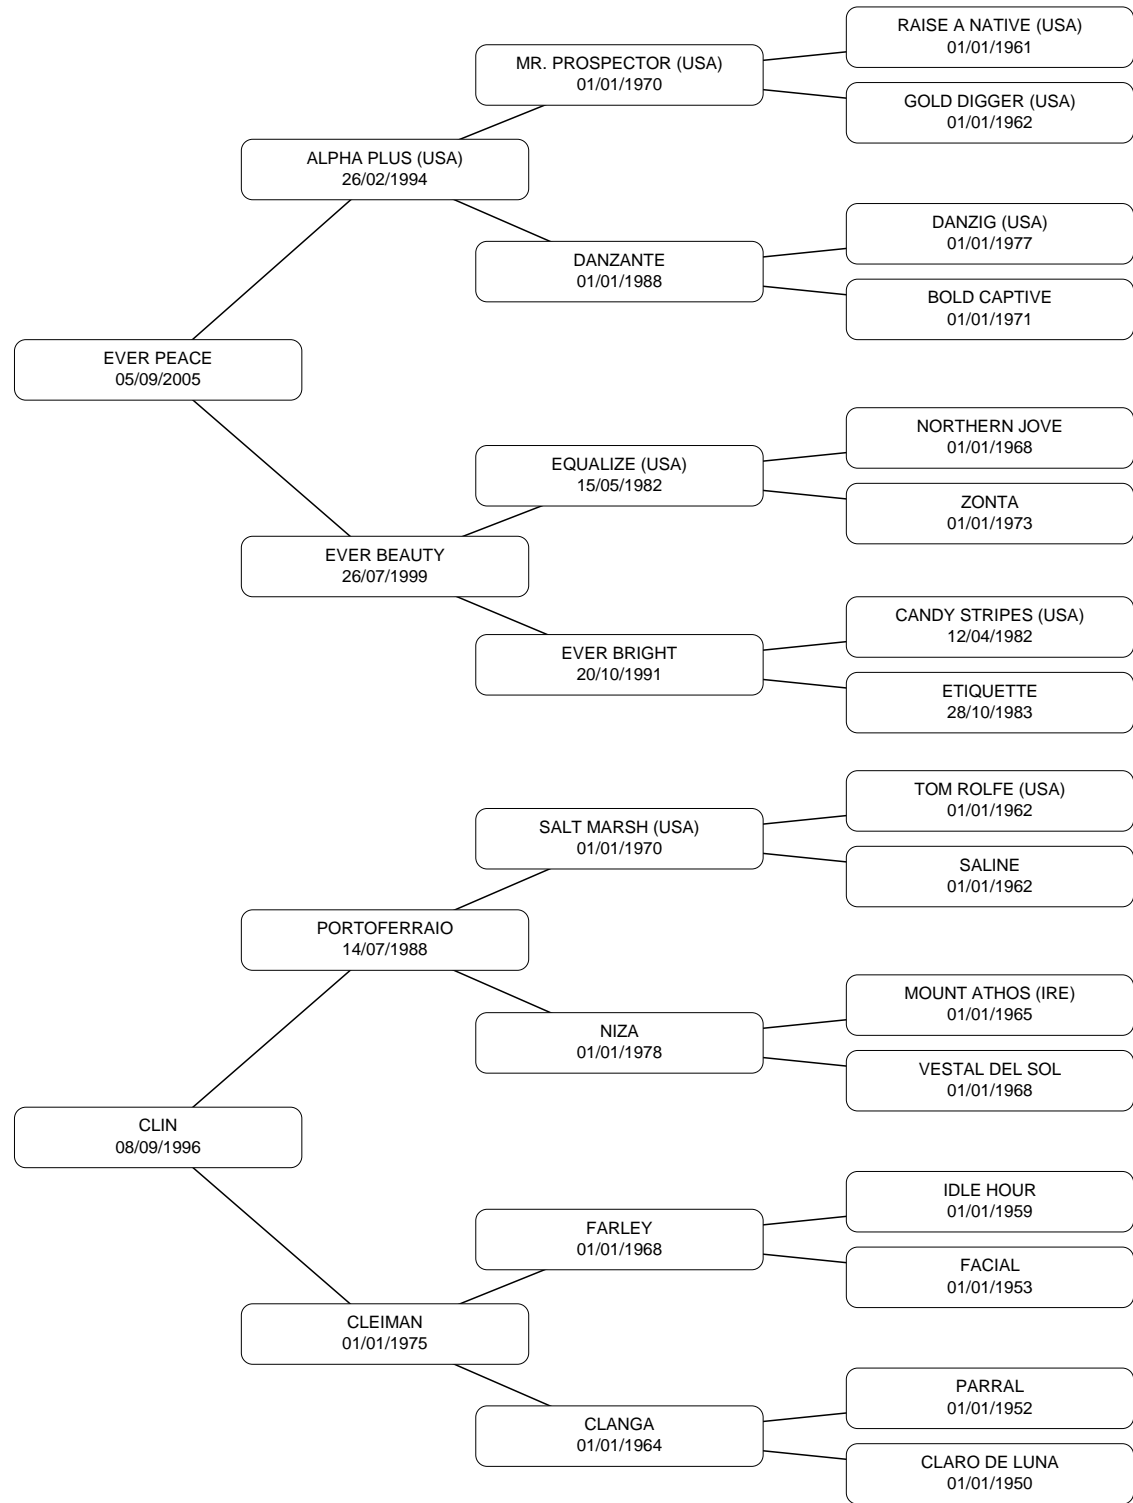 RAISE A NATIVE (USA)
01/01/1961
MR. PROSPECTOR (USA)
01/01/1970
GOLD DIGGER (USA)
01/01/1962
ALPHA PLUS (USA)
26/02/1994
DANZIG (USA)
01/01/1977
DANZANTE
01/01/1988
BOLD CAPTIVE
01/01/1971
EVER PEACE
05/09/2005
NORTHERN JOVE
01/01/1968
EQUALIZE (USA)
15/05/1982
ZONTA
01/01/1973
EVER BEAUTY
26/07/1999
CANDY STRIPES (USA)
12/04/1982
EVER BRIGHT
20/10/1991
ETIQUETTE
28/10/1983
TOM ROLFE (USA)
01/01/1962
SALT MARSH (USA)
01/01/1970
SALINE
01/01/1962
PORTOFERRAIO
14/07/1988
MOUNT ATHOS (IRE)
01/01/1965
NIZA
01/01/1978
VESTAL DEL SOL
01/01/1968
CLIN
08/09/1996
IDLE HOUR
01/01/1959
FARLEY
01/01/1968
FACIAL
01/01/1953
CLEIMAN
01/01/1975
PARRAL
01/01/1952
CLANGA
01/01/1964
CLARO DE LUNA
01/01/1950